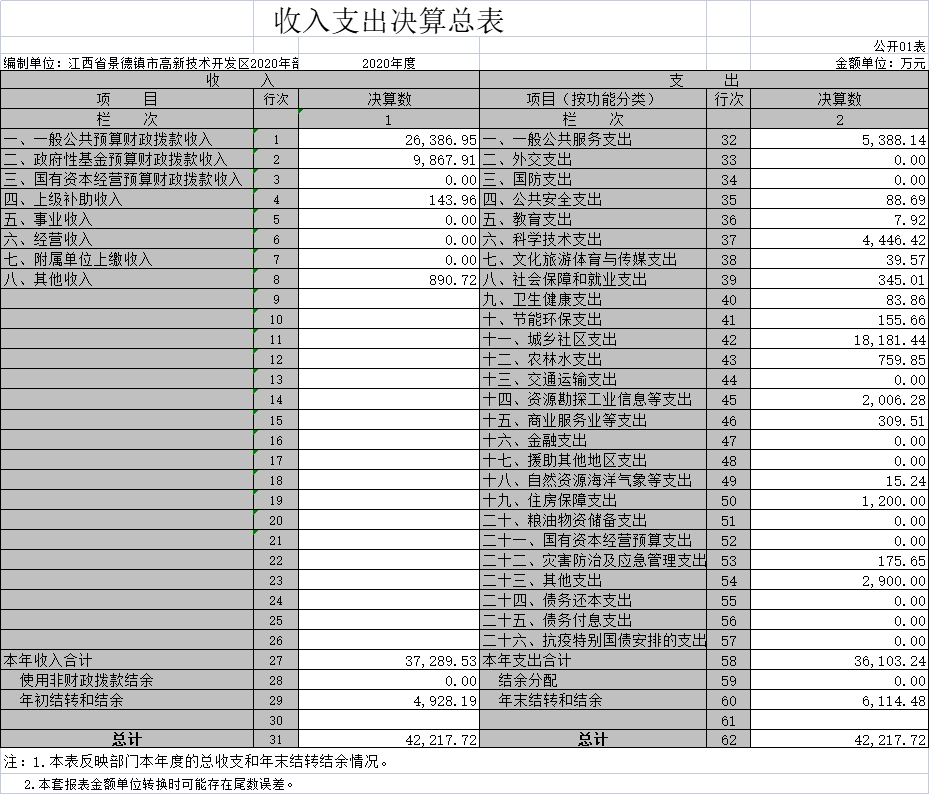 收入支出决算总表
公开01表
编制单位：江西省景德镇市高新技术开发区2020年 2020年度 金额单位：万元
收 入 支 出
项 目 行次 决算数 项目（按功能分类） 行次 决算数
栏 次 1 栏 次 2
一、一般公共预算财政拨款收入 1 26,386.95 一、一般公共服务支出 32 5,388.14
二、政府性基金预算财政拨款收入 2 9,867.91 二、外交支出 33 0.00
三、国有资本经营预算财政拨款收入 3 0.00 三、国防支出 34 0.00
四、上级补助收入 4 143.96 四、公共安全支出 35 88.69
五、事业收入 5 0.00 五、教育支出 36 7.92
六、经营收入 6 0.00 六、科学技术支出 37 4,446.42
七、附属单位上缴收入 7 0.00 七、文化旅游体育与传媒支出 38 39.57
八、其他收入 8 890.72 八、社会保障和就业支出 39 345.01
9 九、卫生健康支出 40 83.86
10 十、节能环保支出 41 155.66
11 十一、城乡社区支出 42 18,181.44
12 十二、农林水支出 43 759.85
13 十三、交通运输支出 44 0.00
14 十四、资源勘探工业信息等支出 45 2,006.28
15 十五、商业服务业等支出 46 309.51
16 十六、金融支出 47 0.00
17 十七、援助其他地区支出 48 0.00
18 十八、自然资源海洋气象等支出 49 15.24
19 十九、住房保障支出 50 1,200.00
20 二十、粮油物资储备支出 51 0.00
21 二十一、国有资本经营预算支出 52 0.00
22 二十二、灾害防治及应急管理支出 53 175.65
23 二十三、其他支出 54 2,900.00
24 二十四、债务还本支出 55 0.00
25 二十五、债务付息支出 56 0.00
26 二十六、抗疫特别国债安排的支出 57 0.00
本年收入合计 27 37,289.53 本年支出合计 58 36,103.24
使用非财政拨款结余 28 0.00 结余分配 59 0.00
年初结转和结余 29 4,928.19 年末结转和结余 60 6,114.48
30 61
总计 31 42,217.72 总计 62 42,217.72
注：1.本表反映部门本年度的总收支和年末结转结余情况。
2.本套报表金额单位转换时可能存在尾数误差。